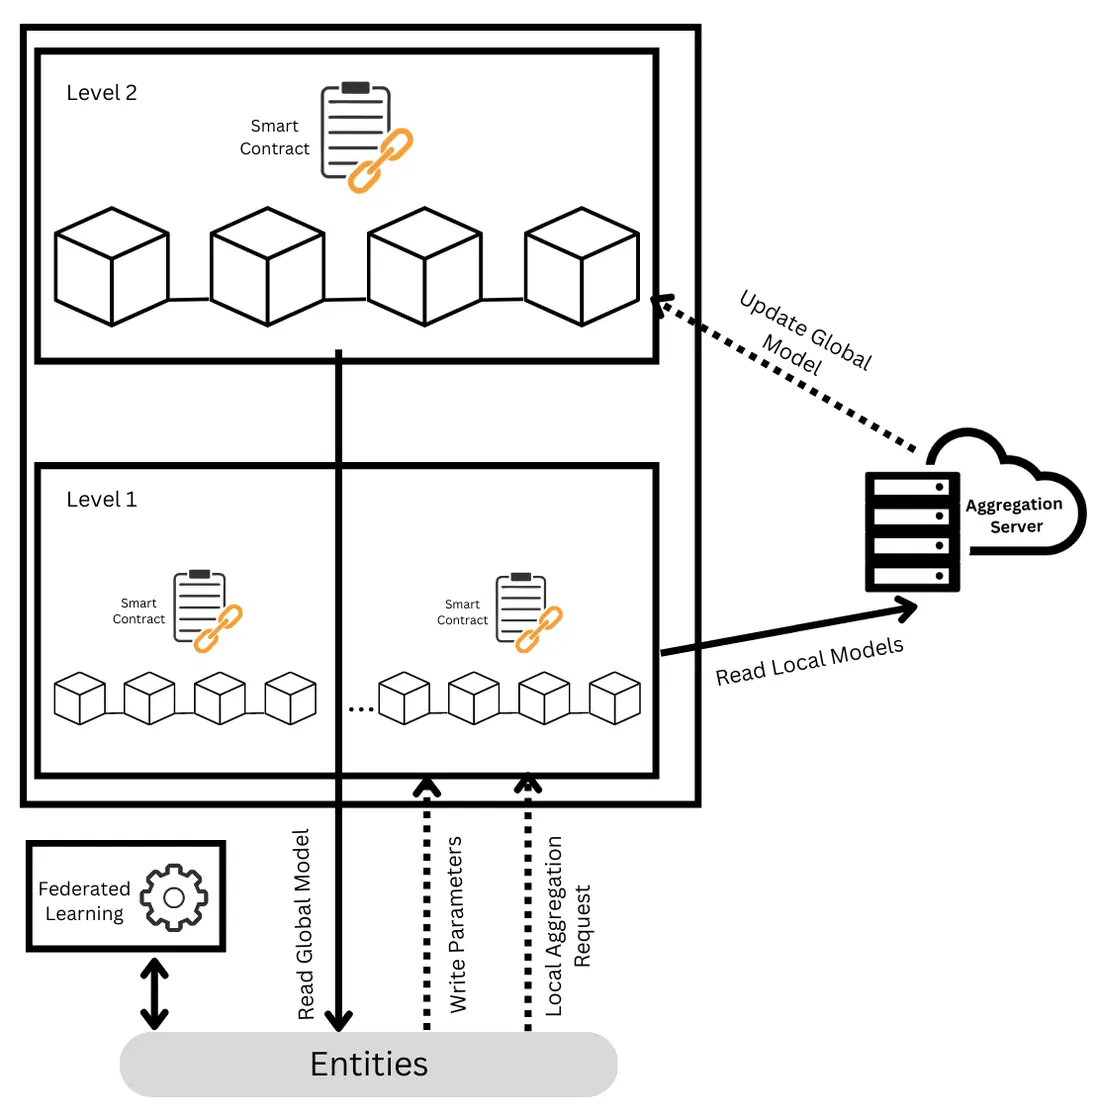 Level 2
Smart
Contract
Update Global
Model
Aggregation
Server
Level 1
Smart
Contract
Smart
Contract
...
Read Local Models
Federated
Learning
Read Global Model
Write Parameters
Local Aggregation
Request
Entities